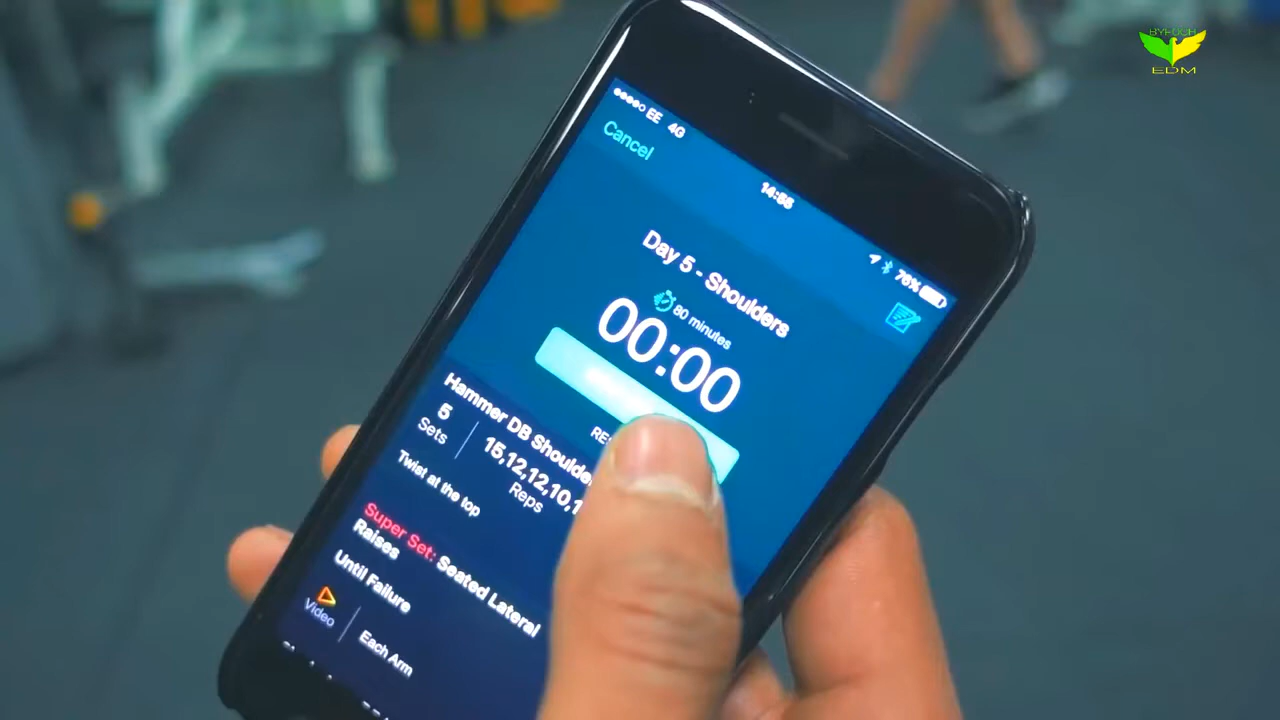 BYFOUR
EDM
EE 4G
14:55
76%
Cancel
Day 5 - Shoulders
80 minutes
00:00
Hammer DB Shoulder
5
Sets
15,12,12,10,1
Reps
Twist at the top
Super Set: Seated Lateral
Raises
Until Failure
Video
Each Arm